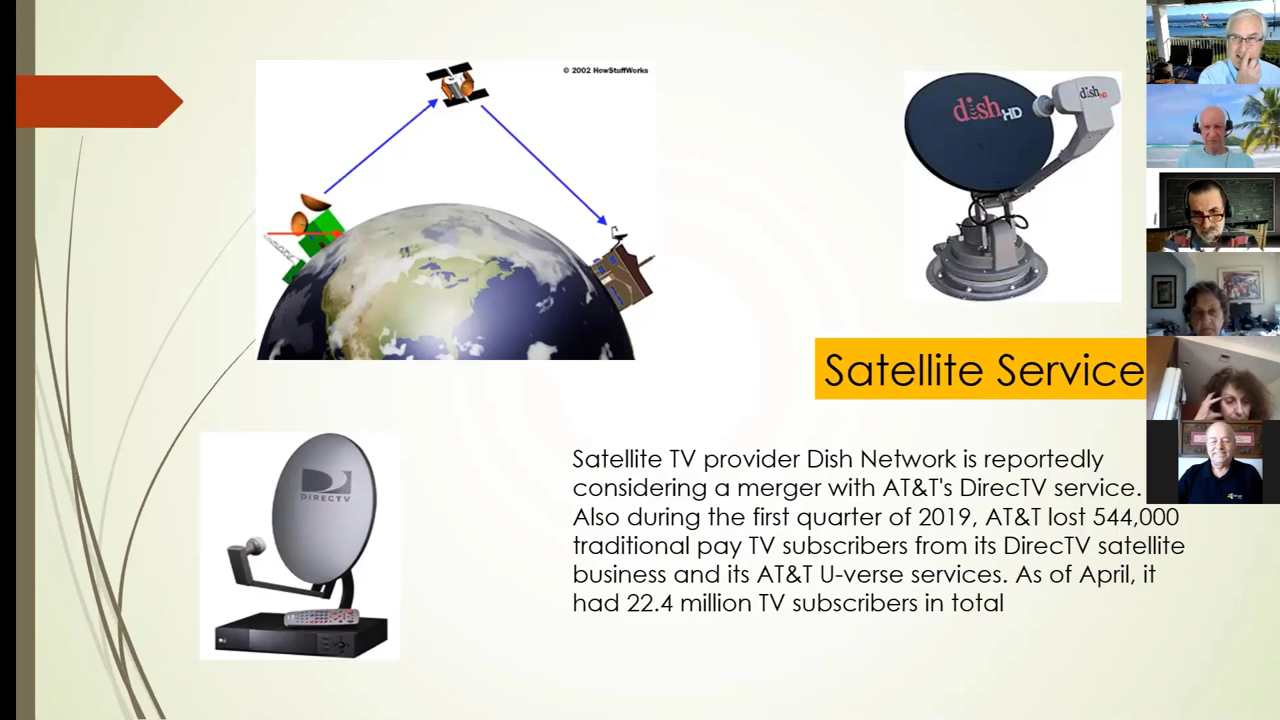 © 2002 HowStuffWorks
dish HD
dish HD
Satellite Service
DIRECTV
Satellite TV provider Dish Network is reportedly
considering a merger with AT&T's DirecTV service.
Also during the first quarter of 2019, AT&T lost 544,000
traditional pay TV subscribers from its DirecTV satellite
business and its AT&T U-verse services. As of April, it
had 22.4 million TV subscribers in total